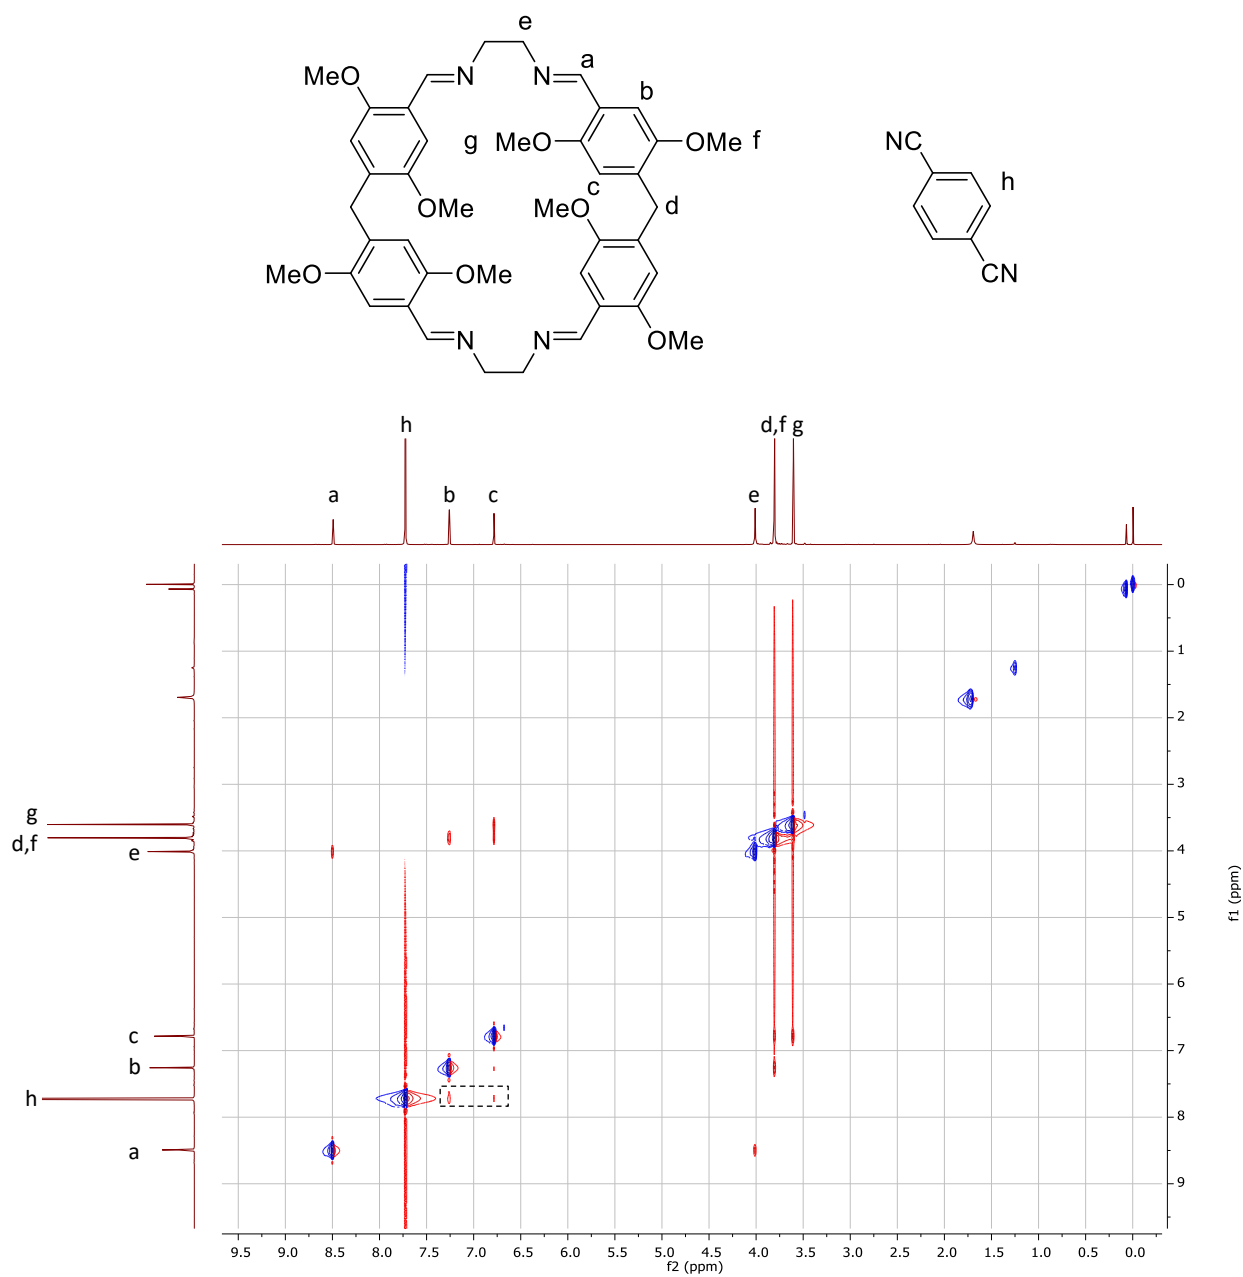 e
MeO N N a
b
g MeO OMe f
NC
h
c
OMe MeO d
MeO OMe
CN
N N OMe
h d,f g
a b c e
0
1
2
3
g
d,f
e 4
5
6
c
b 7
h
8
a
9
f1 (ppm)
9.5 9.0 8.5 8.0 7.5 7.0 6.5 6.0 5.5 5.0 4.5 4.0 3.5 3.0 2.5 2.0 1.5 1.0 0.5 0.0
f2 (ppm)